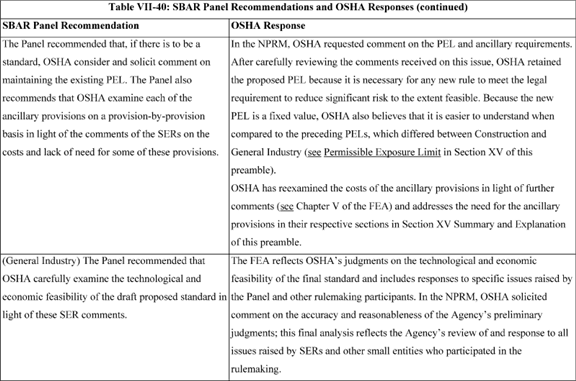 Table VII-40: SBAR Panel Recommendations and OSHA Responses (continued)
SBAR Panel Recommendation
OSHA Response
The Panel recommended that, if there is to be a
standard, OSHA consider and solicit comment on
maintaining the existing PEL. The Panel also
recommends that OSHA examine each of the
ancillary provisions on a provision-by-provision
basis in light of the comments of the SERs on the
costs and lack of need for some of these provisions.
In the NPRM, OSHA requested comment on the PEL and ancillary requirements.
After carefully reviewing the comments received on this issue, OSHA retained
the proposed PEL because it is necessary for any new rule to meet the legal
requirement to reduce significant risk to the extent feasible. Because the new
PEL is a fixed value, OSHA also believes that it is easier to understand when
compared to the preceding PELs, which differed between Construction and
General Industry (see Permissible Exposure Limit in Section XV of this
preamble).
OSHA has reexamined the costs of the ancillary provisions in light of further
comments (see Chapter V of the FEA) and addresses the need for the ancillary
provisions in their respective sections in Section XV Summary and Explanation
of this preamble.
(General Industry) The Panel recommended that
OSHA carefully examine the technological and
economic feasibility of the draft proposed standard in
light of these SER comments.
The FEA reflects OSHA's judgments on the technological and economic
feasibility of the final standard and includes responses to specific issues raised by
the Panel and other rulemaking participants. In the NPRM, OSHA solicited
comment on the accuracy and reasonableness of the Agency's preliminary
judgments; this final analysis reflects the Agency's review of and response to all
issues raised by SERs and other small entities who participated in the
rulemaking.